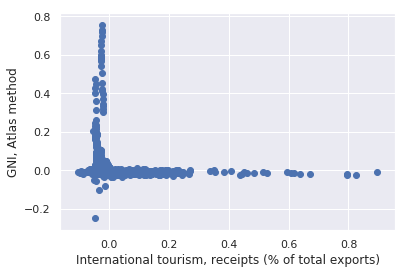 0.8
0.6
0.4
0.2
0.0
−0.2
GNI, Atlas method
0.0 0.2 0.4 0.6 0.8
International tourism, receipts (% of total exports)